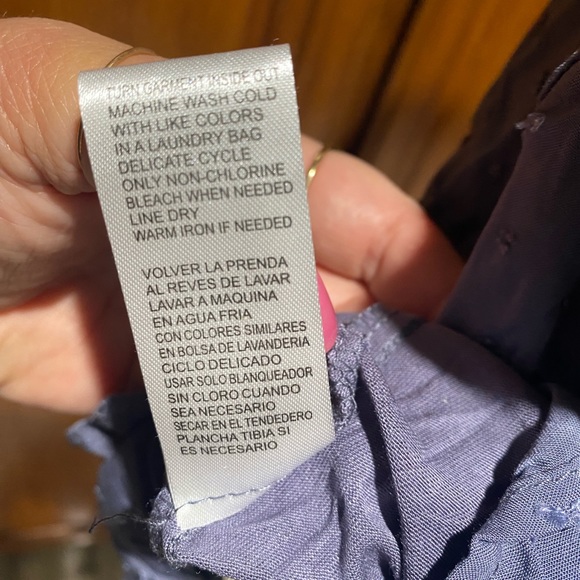 TURN GARMENT INSIDE OUT
MACHINE WASH COLD
WITH LIKE COLORS
IN A LAUNDRY BAG
DELICATE CYCLE
ONLY NON-CHLORINE
BLEACH WHEN NEEDED
LINE DRY
WARM IRON IF NEEDED
VOLVER LA PRENDA
AL REVES DE LAVAR
LAVAR A MAQUINA
EN AGUA FRIA
CON COLORES SIMILARES
EN BOLSA DE LAVANDERIA
CICLO DELICADO
USAR SOLO BLANQUEADOR
SIN CLORO CUANDO
SEA NECESARIO
SECAR EN EL TENDEDERO
PLANCHA TIBIA SI
ES NECESARIO